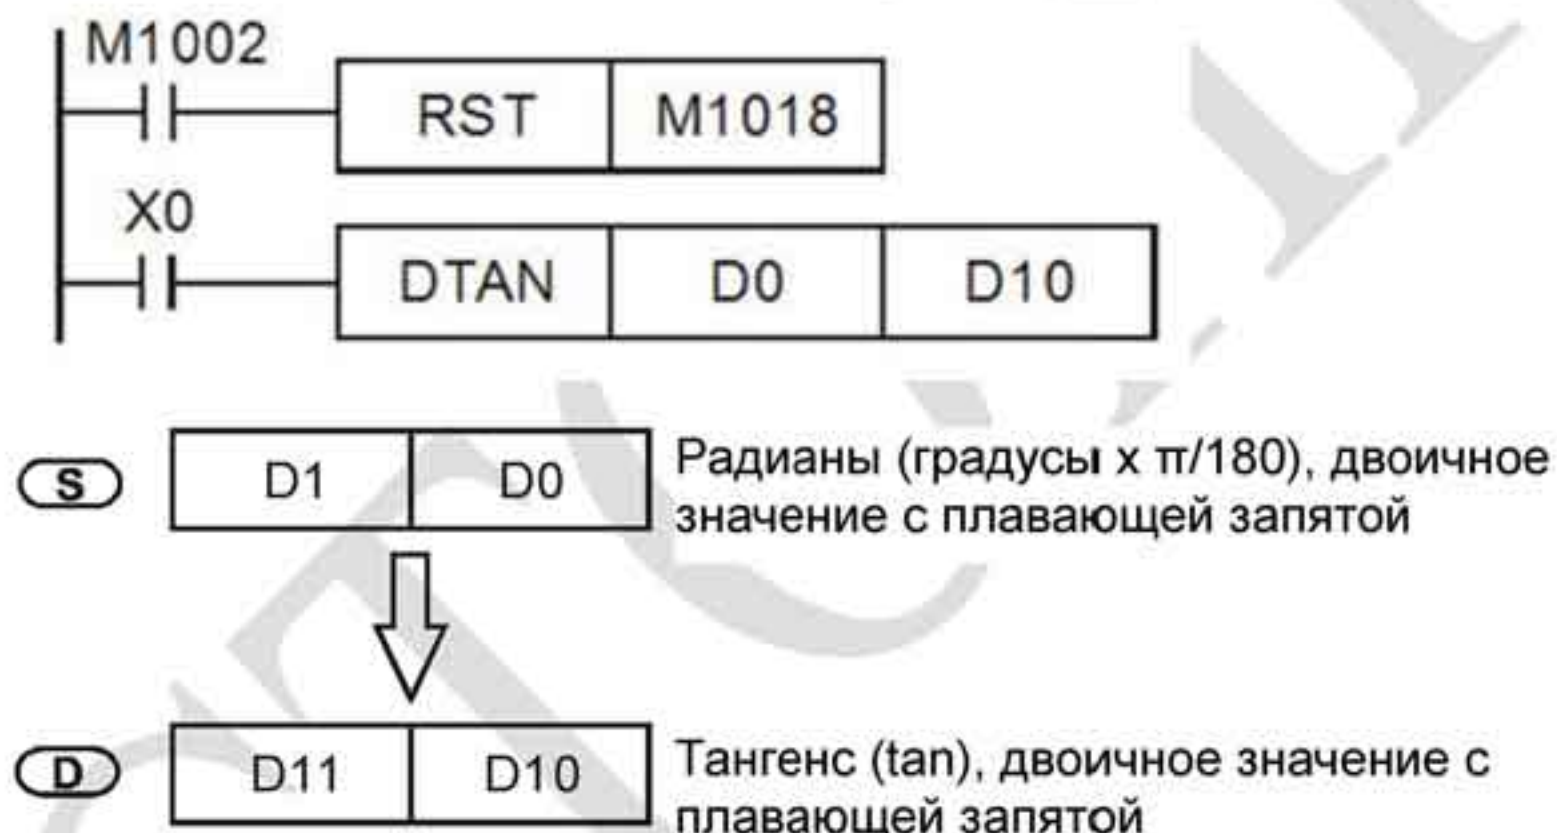 M1002
RST M1018
X0
DTAN D0 D10
S D1 D0 Радианы (градусы x π/180), двоичное
значение с плавающей запятой
D D11 D10 Тангенс (tan), двоичное значение с
плавающей запятой